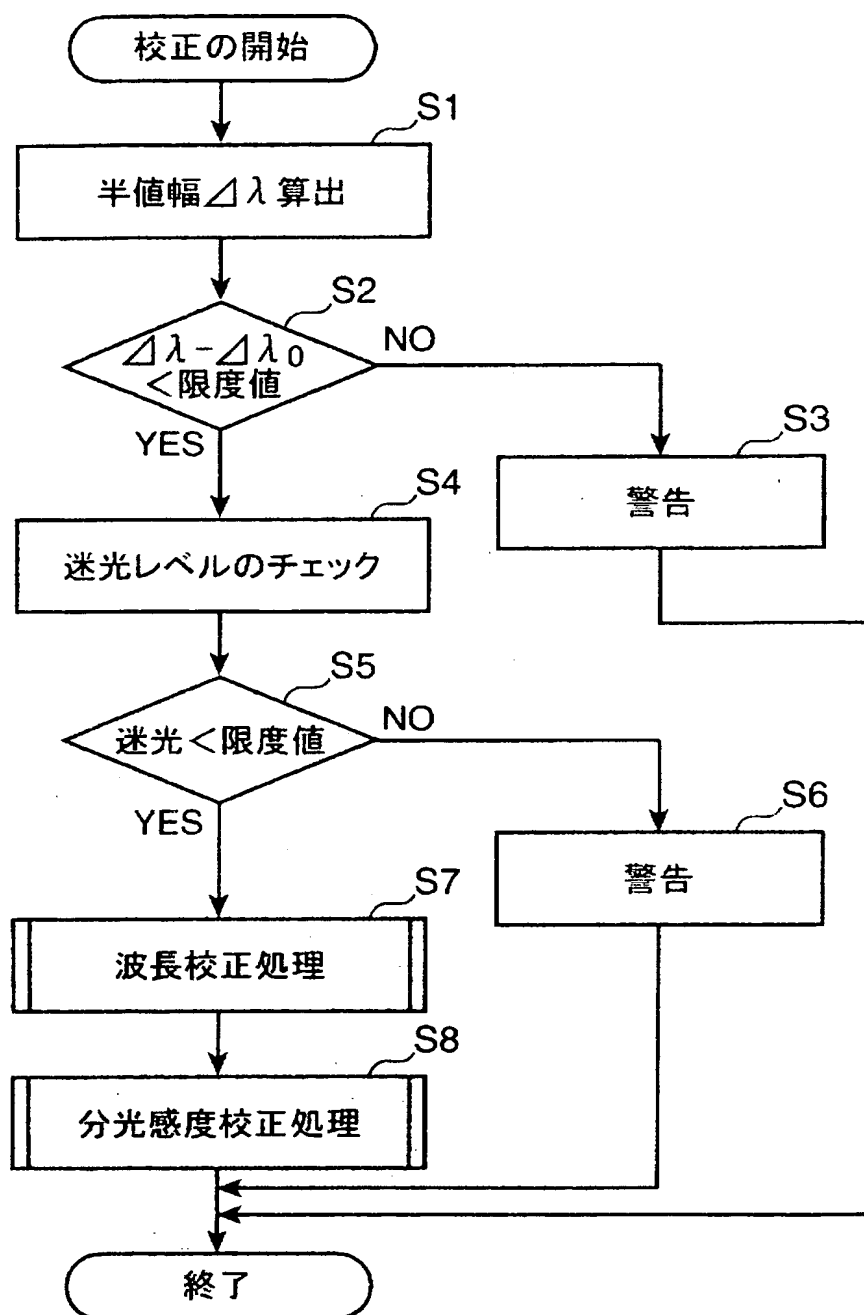 校正の開始
S1
半値幅⊿λ算出
S2
⊿λ-⊿λ0
<限度値
NO
YES
S3
警告
S4
迷光レベルのチェック
S5
迷光<限度値
NO
YES
S6
警告
S7
波長校正処理
S8
分光感度校正処理
終了